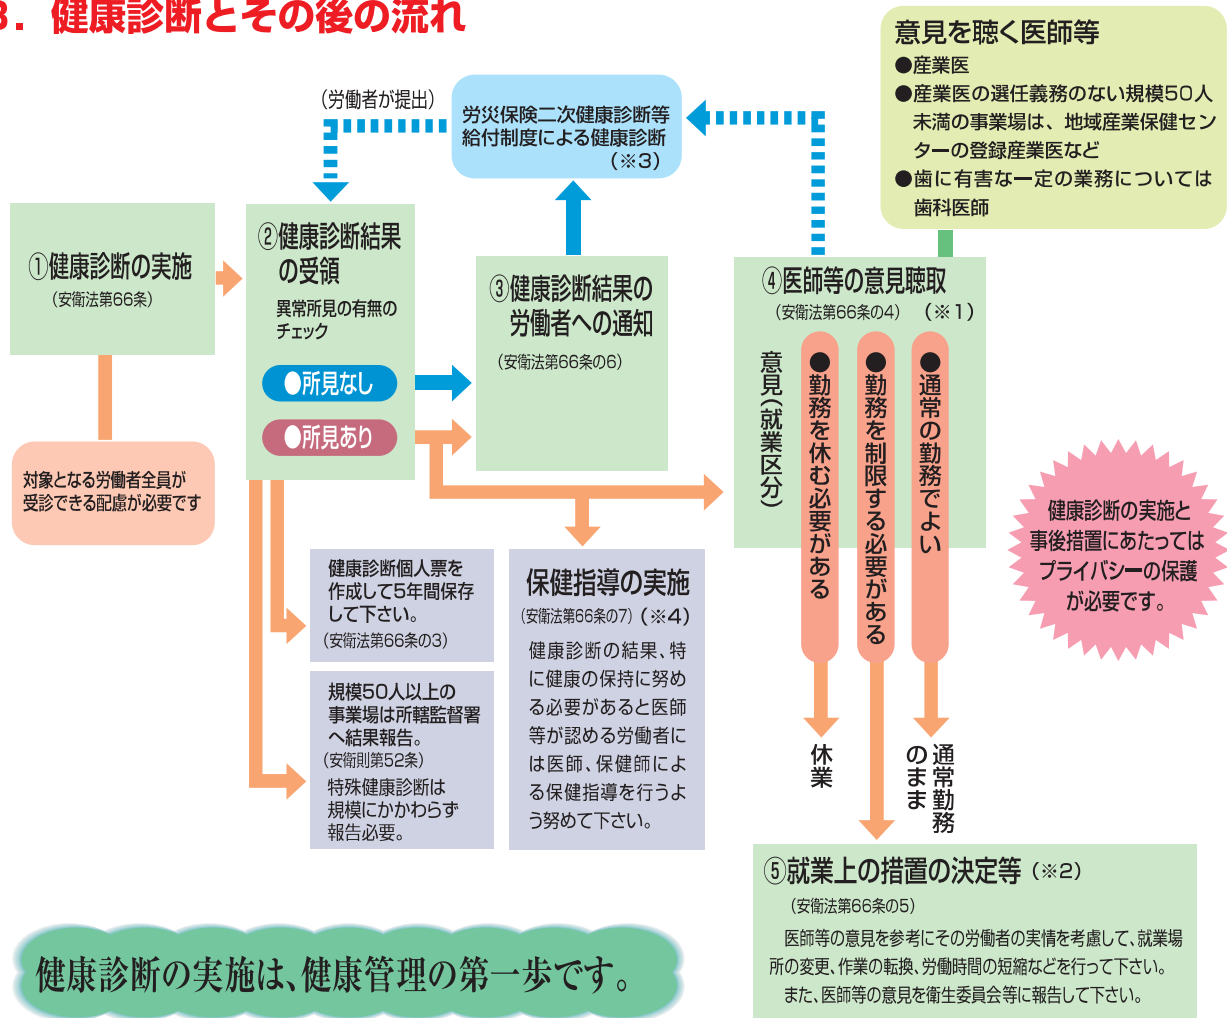 3．健康診断とその後の流れ
意見を聴く医師等
●産業医
●産業医の選任義務のない規模50人
未満の事業場は、地域産業保健セン
ターの登録産業医など
●歯に有害な一定の業務については
歯科医師
（労働者が提出）
労災保険二次健康診断等
給付制度による健康診断
（※3）
①健康診断の実施
（安衛法第66条）
対象となる労働者全員が
受診できる配慮が必要です
②健康診断結果
の受領
異常所見の有無の
チェック
●所見なし
●所見あり
③健康診断結果の
労働者への通知
（安衛法第66条の6）
④医師等の意見聴取
（安衛法第66条の4）（※1）
意見（就業区分）
●勤務を休む必要がある
●勤務を制限する必要がある
●通常の勤務でよい
健康診断の実施と
事後措置にあたっては
プライバシーの保護
が必要です。
健康診断個人票を
作成して5年間保存
して下さい。
（安衛法第66条の3）
規模50人以上の
事業場は所轄監督署
へ結果報告。
（安衛則第52条）
特殊健康診断は
規模にかかわらず
報告必要。
保健指導の実施
（安衛法第66条の7）（※4）
健康診断の結果、特
に健康の保持に努め
る必要があると医師
等が認める労働者に
は医師、保健師によ
る保健指導を行うよ
う努めて下さい。
休業
通常勤務
のまま
⑤就業上の措置の決定等（※2）
（安衛法第66条の5）
医師等の意見を参考にその労働者の実情を考慮して、就業場
所の変更、作業の転換、労働時間の短縮などを行って下さい。
また、医師等の意見を衛生委員会等に報告して下さい。
健康診断の実施は、健康管理の第一歩です。